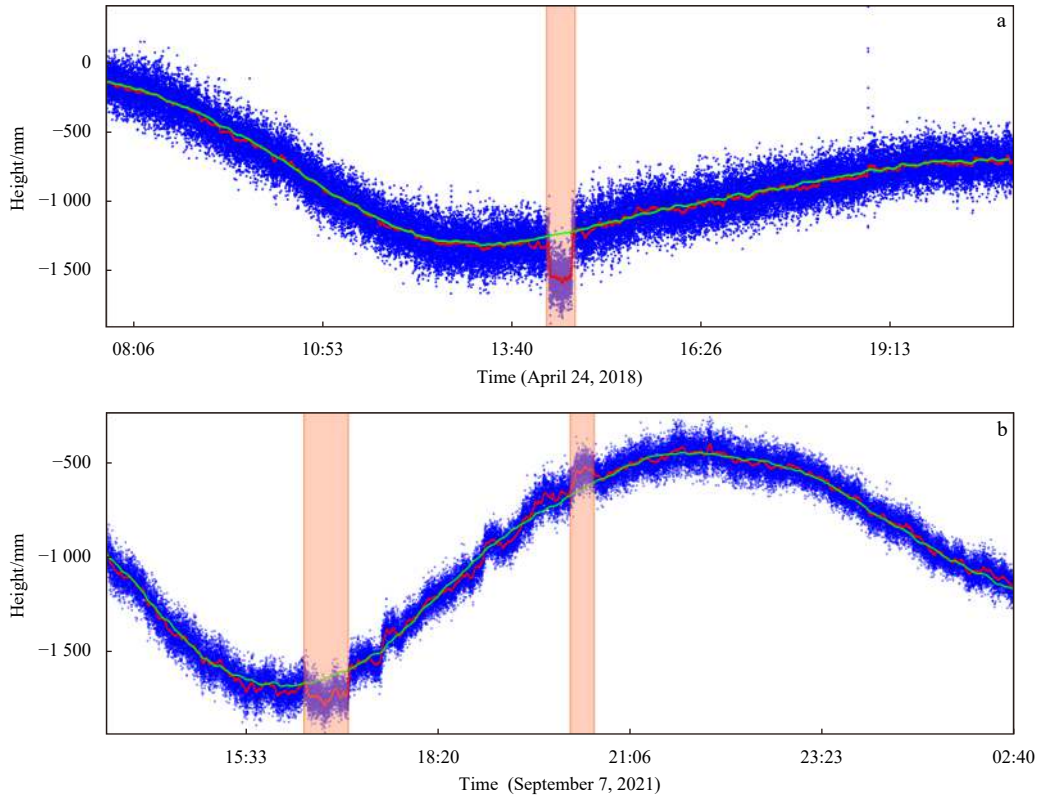 a
0
−500
−1 000
−1 500
Height/mm
08:06 10:53 13:40 16:26 19:13
Time (April 24, 2018)
b
−500
−1 000
−1 500
Height/mm
15:33 18:20 21:06 23:23 02:40
Time (September 7, 2021)